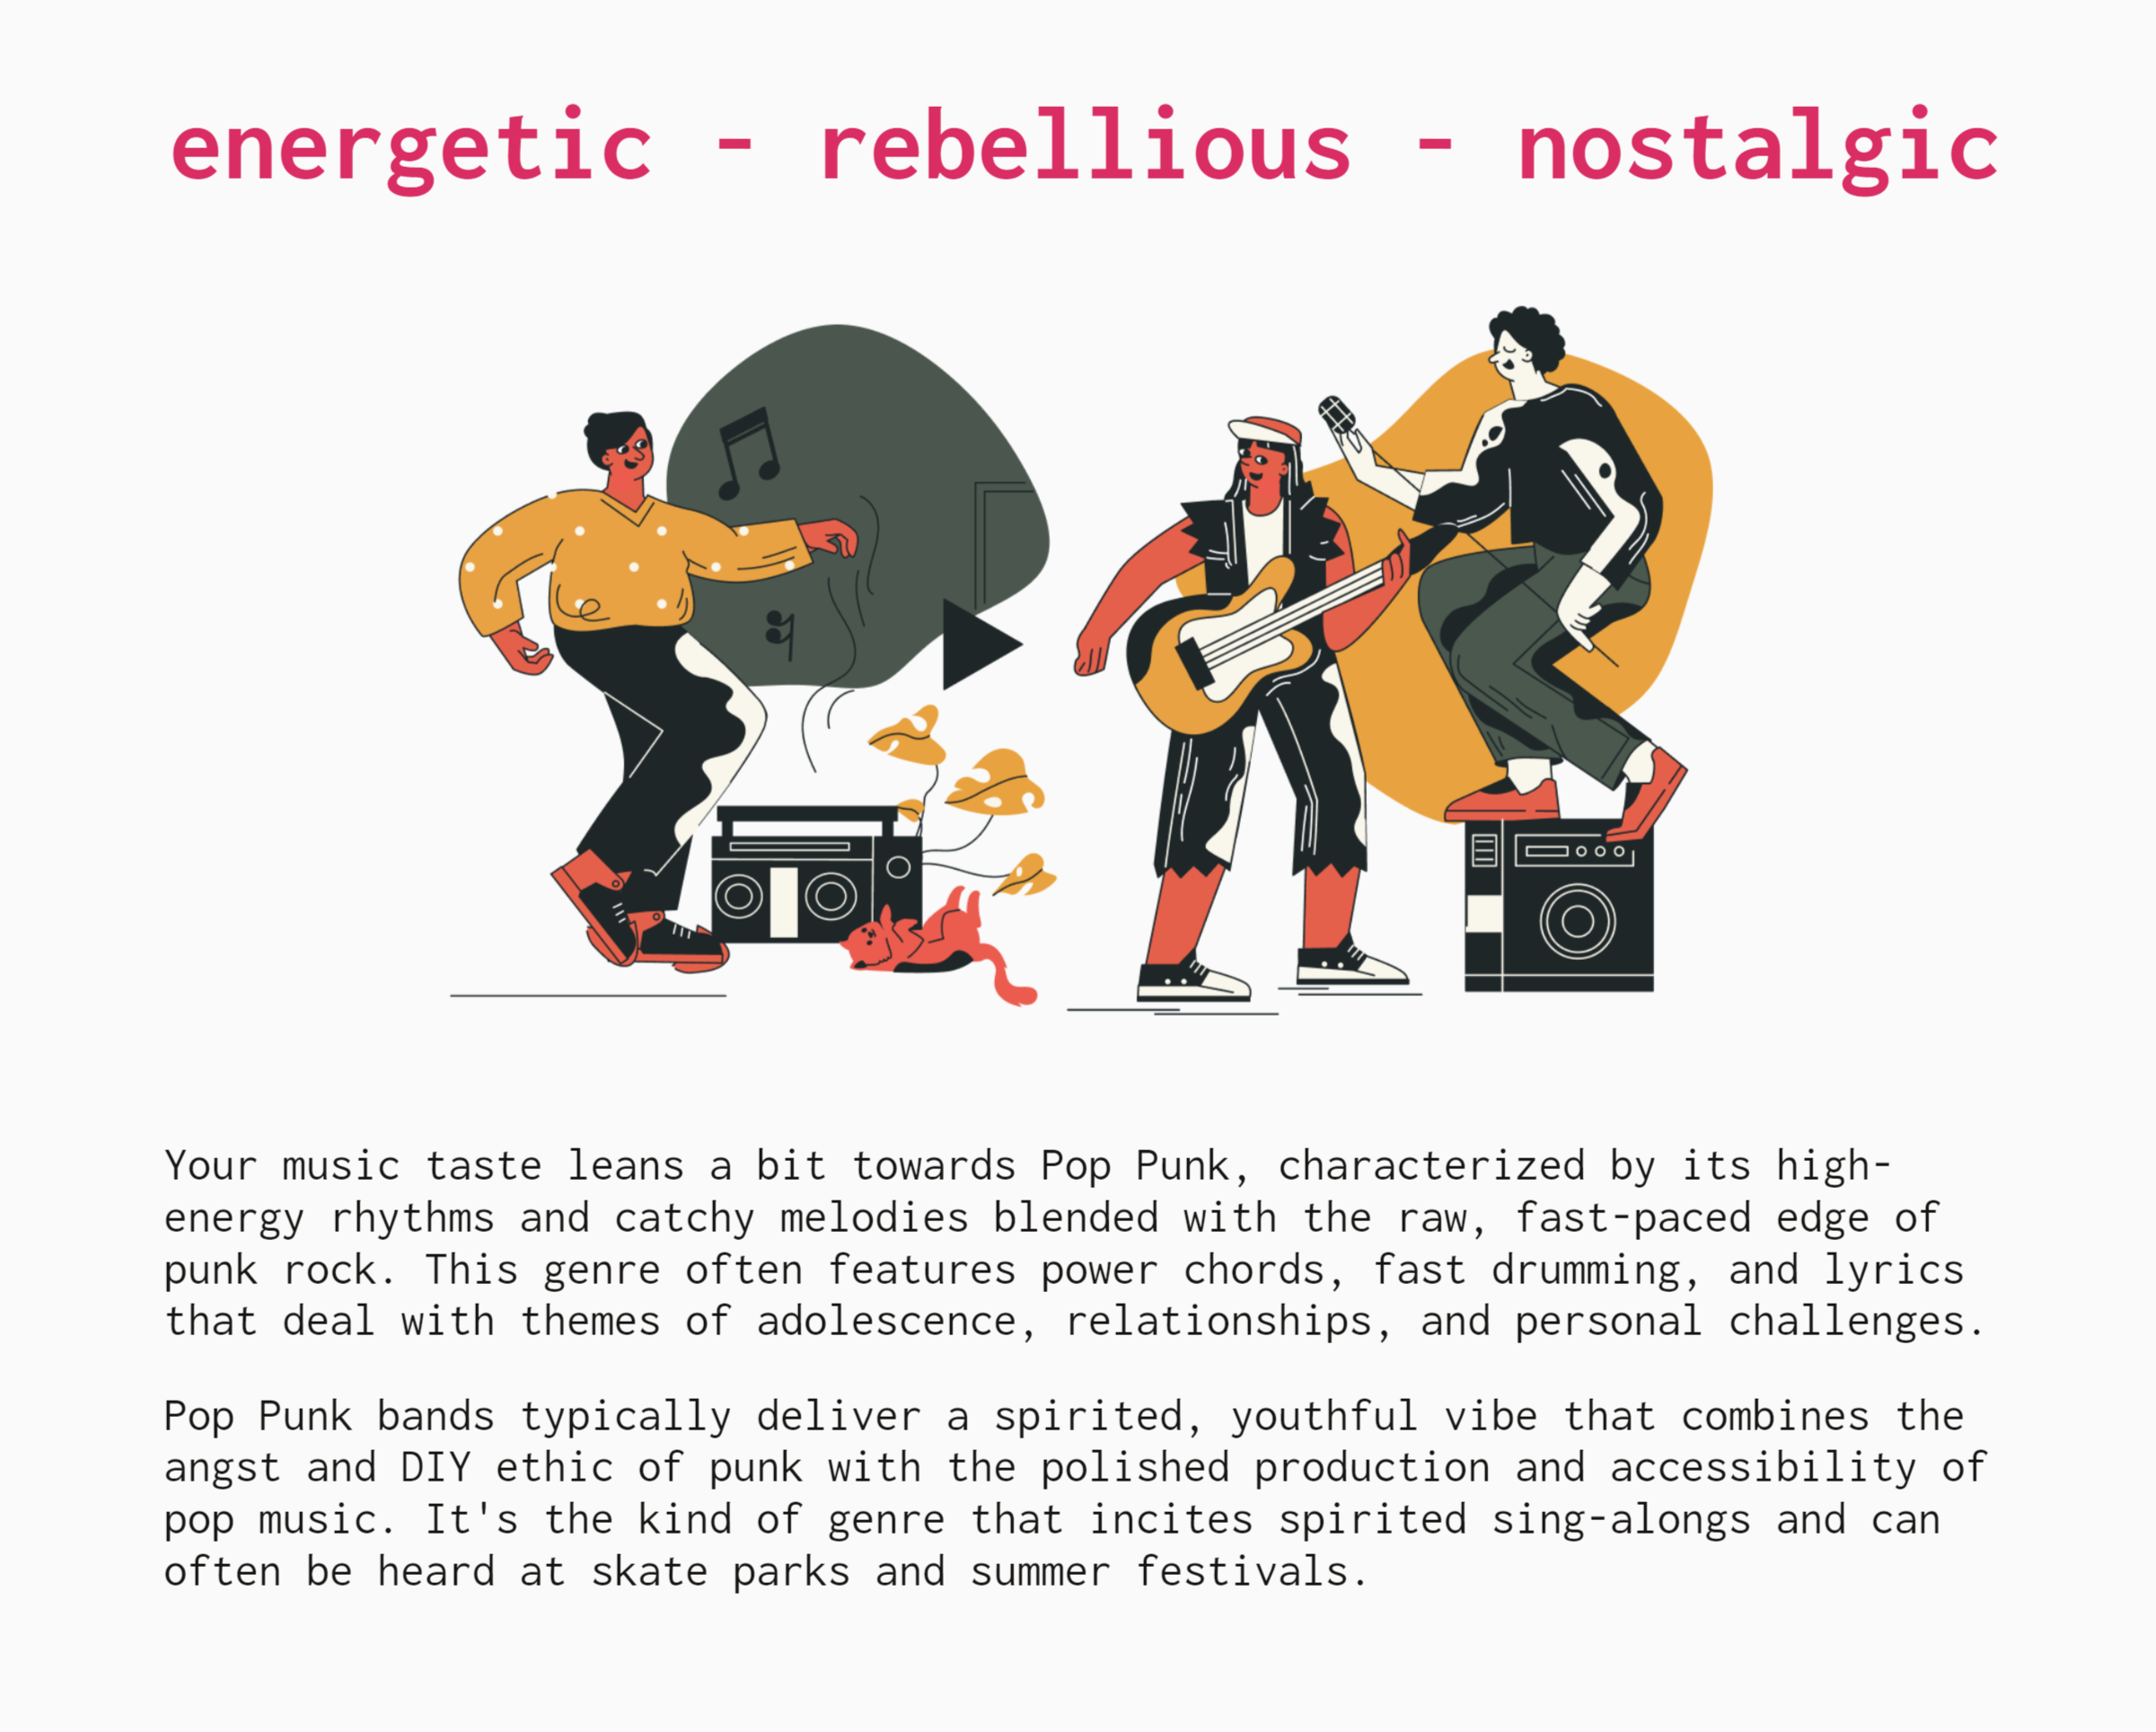 energetic - rebellious - nostalgic
Your music taste leans a bit towards Pop Punk, characterized by its high-
energy rhythms and catchy melodies blended with the raw, fast-paced edge of
punk rock. This genre often features power chords, fast drumming, and lyrics
that deal with themes of adolescence, relationships, and personal challenges.
Pop Punk bands typically deliver a spirited, youthful vibe that combines the
angst and DIY ethic of punk with the polished production and accessibility of
pop music. It's the kind of genre that incites spirited sing-alongs and can
often be heard at skate parks and summer festivals.